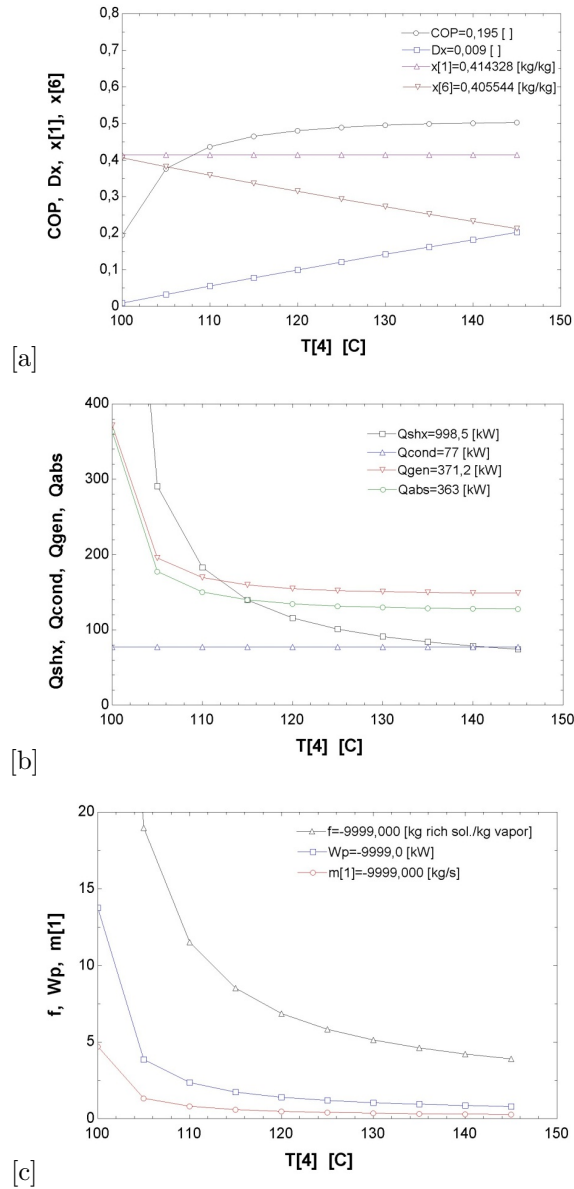 0,8
0,7
0,6
0,5
0,4
0,3
0,2
0,1
0
COP, Dx, x[1], x[6]
COP=0,195 [ ]
Dx=0,009 [ ]
x[1]=0,414328 [kg/kg]
x[6]=0,405544 [kg/kg]
100 110 120 130 140 150
T[4] [C]
[a]
400
300
200
100
0
Qshx, Qcond, Qgen, Qabs
Qshx=998,5 [kW]
Qcond=77 [kW]
Qgen=371,2 [kW]
Qabs=363 [kW]
100 110 120 130 140 150
T[4] [C]
[b]
20
15
10
5
0
f, Wp, m[1]
f=-9999,000 [kg rich sol./kg vapor]
Wp=-9999,0 [kW]
m[1]=-9999,000 [kg/s]
100 110 120 130 140 150
T[4] [C]
[c]